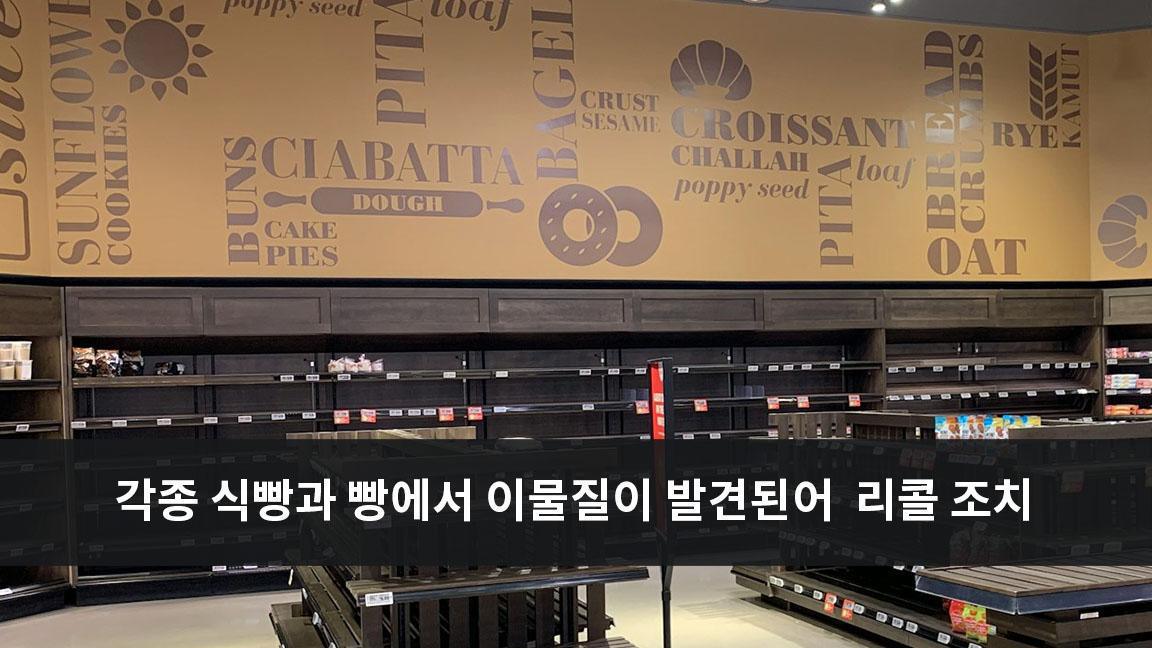 poppy seed
loaf
slice
SUNFLOWE
COOKIES
BUNS
CIABATTA
DOUGH
CAKE
PIES
PITA
BAGEL
CRUST
SESAME
CROISSANT
CHALLAH
poppy seed
PITA
loaf
BREAD
CRUMBS
OAT
RYE
KAMUT
각종 식빵과 빵에서 이물질이 발견된어  리콜 조치